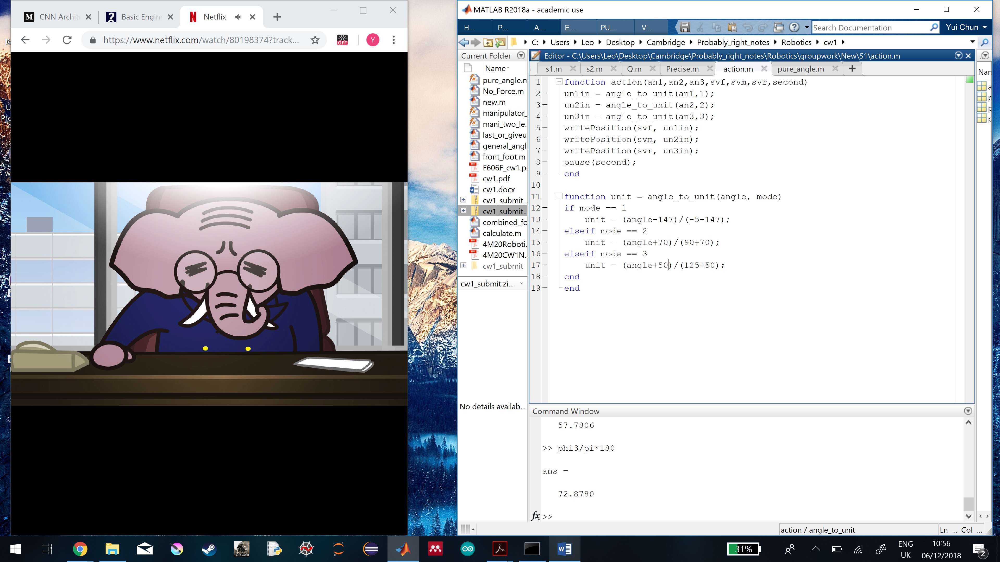 CNN Archit
Basic Engin
Netflix
https://www.netflix.com/watch/80198374?track...
OFF
Y
MATLAB R2018a - academic use
H...
P...
A...
E...
PU...
V...
Search Documentation
Yui Chun
C: Users Leo Desktop Cambridge Probably_right_notes Robotics cw1
Current Folder
Name
pure_angle.m
No_Force.m
new.m
manipulator_
mani_two_le.
last_or_giveu
general_angl.
front_foot.m
F606F_cw1.p
cw1.pdf
cw1.docx
cw1_submit_.
cw1_submit..
combined_fo
calculate.m
4M20Roboti.
4M20CW1N..
cw1_submit
cw1_submit.zi...
No details availab...
Editor - C:\Users\Leo\Desktop\Cambridge\Probably_right_notes\Robotics\groupwork\New\S1\action.m
s1.m
s2.m
Q.m
Precise.m
action.m
pure_angle.m
1 function action(an1,an2,an3,svf,svm,svr,second)
2 un1in = angle_to_unit(an1,1);
3 un2in = angle_to_unit(an2,2);
4 un3in = angle_to_unit(an3,3);
5 writePosition(svf, un1in);
6 writePosition(svm, un2in);
7 writePosition(svr, un3in);
8 pause(second);
9 end
10
11 function unit = angle_to_unit(angle, mode)
12 if mode == 1
13 unit = (angle-147)/(-5-147);
14 elseif mode == 2
15 unit = (angle+70)/(90+70);
16 elseif mode == 3
17 unit = (angle+50)/(125+50);
18 end
19 end
Nan
Command Window
57.7806
>> phi3/pi*180
ans =
72.8780
fx >>
action / angle_to_unit
Ln ... Col ...
31%
ENG
UK
10:56
06/12/2018
2